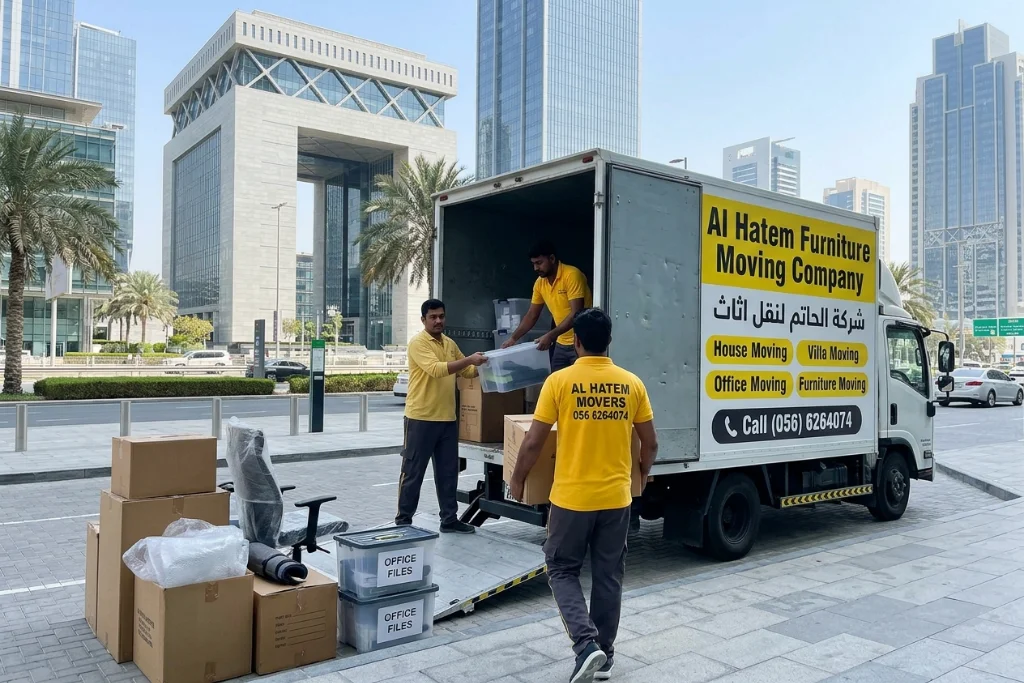 Al Hatem Furniture
Moving Company
شركة الحاتم لنقل اثاث
House Moving
Villa Moving
Office Moving
Furniture Moving
Call (056) 6264074
AL HATEM
MOVERS
056 6264074
OFFICE
FILES
OFFICE
FILES